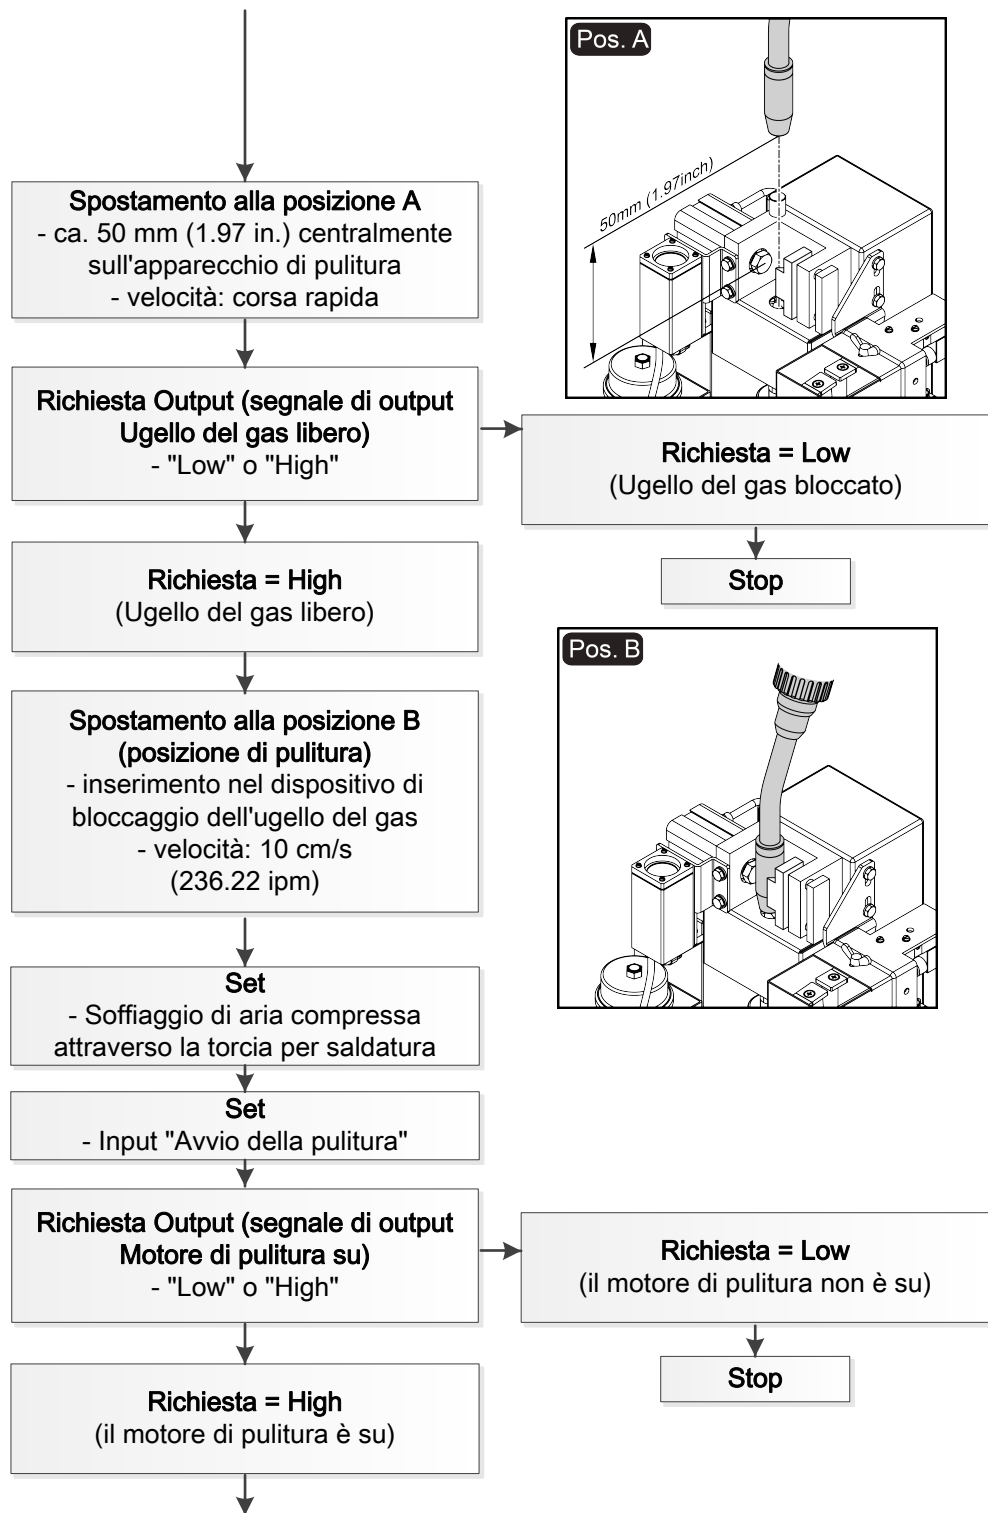 Pos. A
50mm (1.97inch)
Spostamento alla posizione A
- ca. 50 mm (1.97 in.) centralmente
sull'apparecchio di pulitura
- velocità: corsa rapida
Richiesta Output (segnale di output
Ugello del gas libero)
- "Low" o "High"
Richiesta = Low
(Ugello del gas bloccato)
Stop
Richiesta = High
(Ugello del gas libero)
Pos. B
Spostamento alla posizione B
(posizione di pulitura)
- inserimento nel dispositivo di
bloccaggio dell'ugello del gas
- velocità: 10 cm/s
(236.22 ipm)
Set
- Soffiaggio di aria compressa
attraverso la torcia per saldatura
Set
- Input "Avvio della pulitura"
Richiesta Output (segnale di output
Motore di pulitura su)
- "Low" o "High"
Richiesta = Low
(il motore di pulitura non è su)
Stop
Richiesta = High
(il motore di pulitura è su)